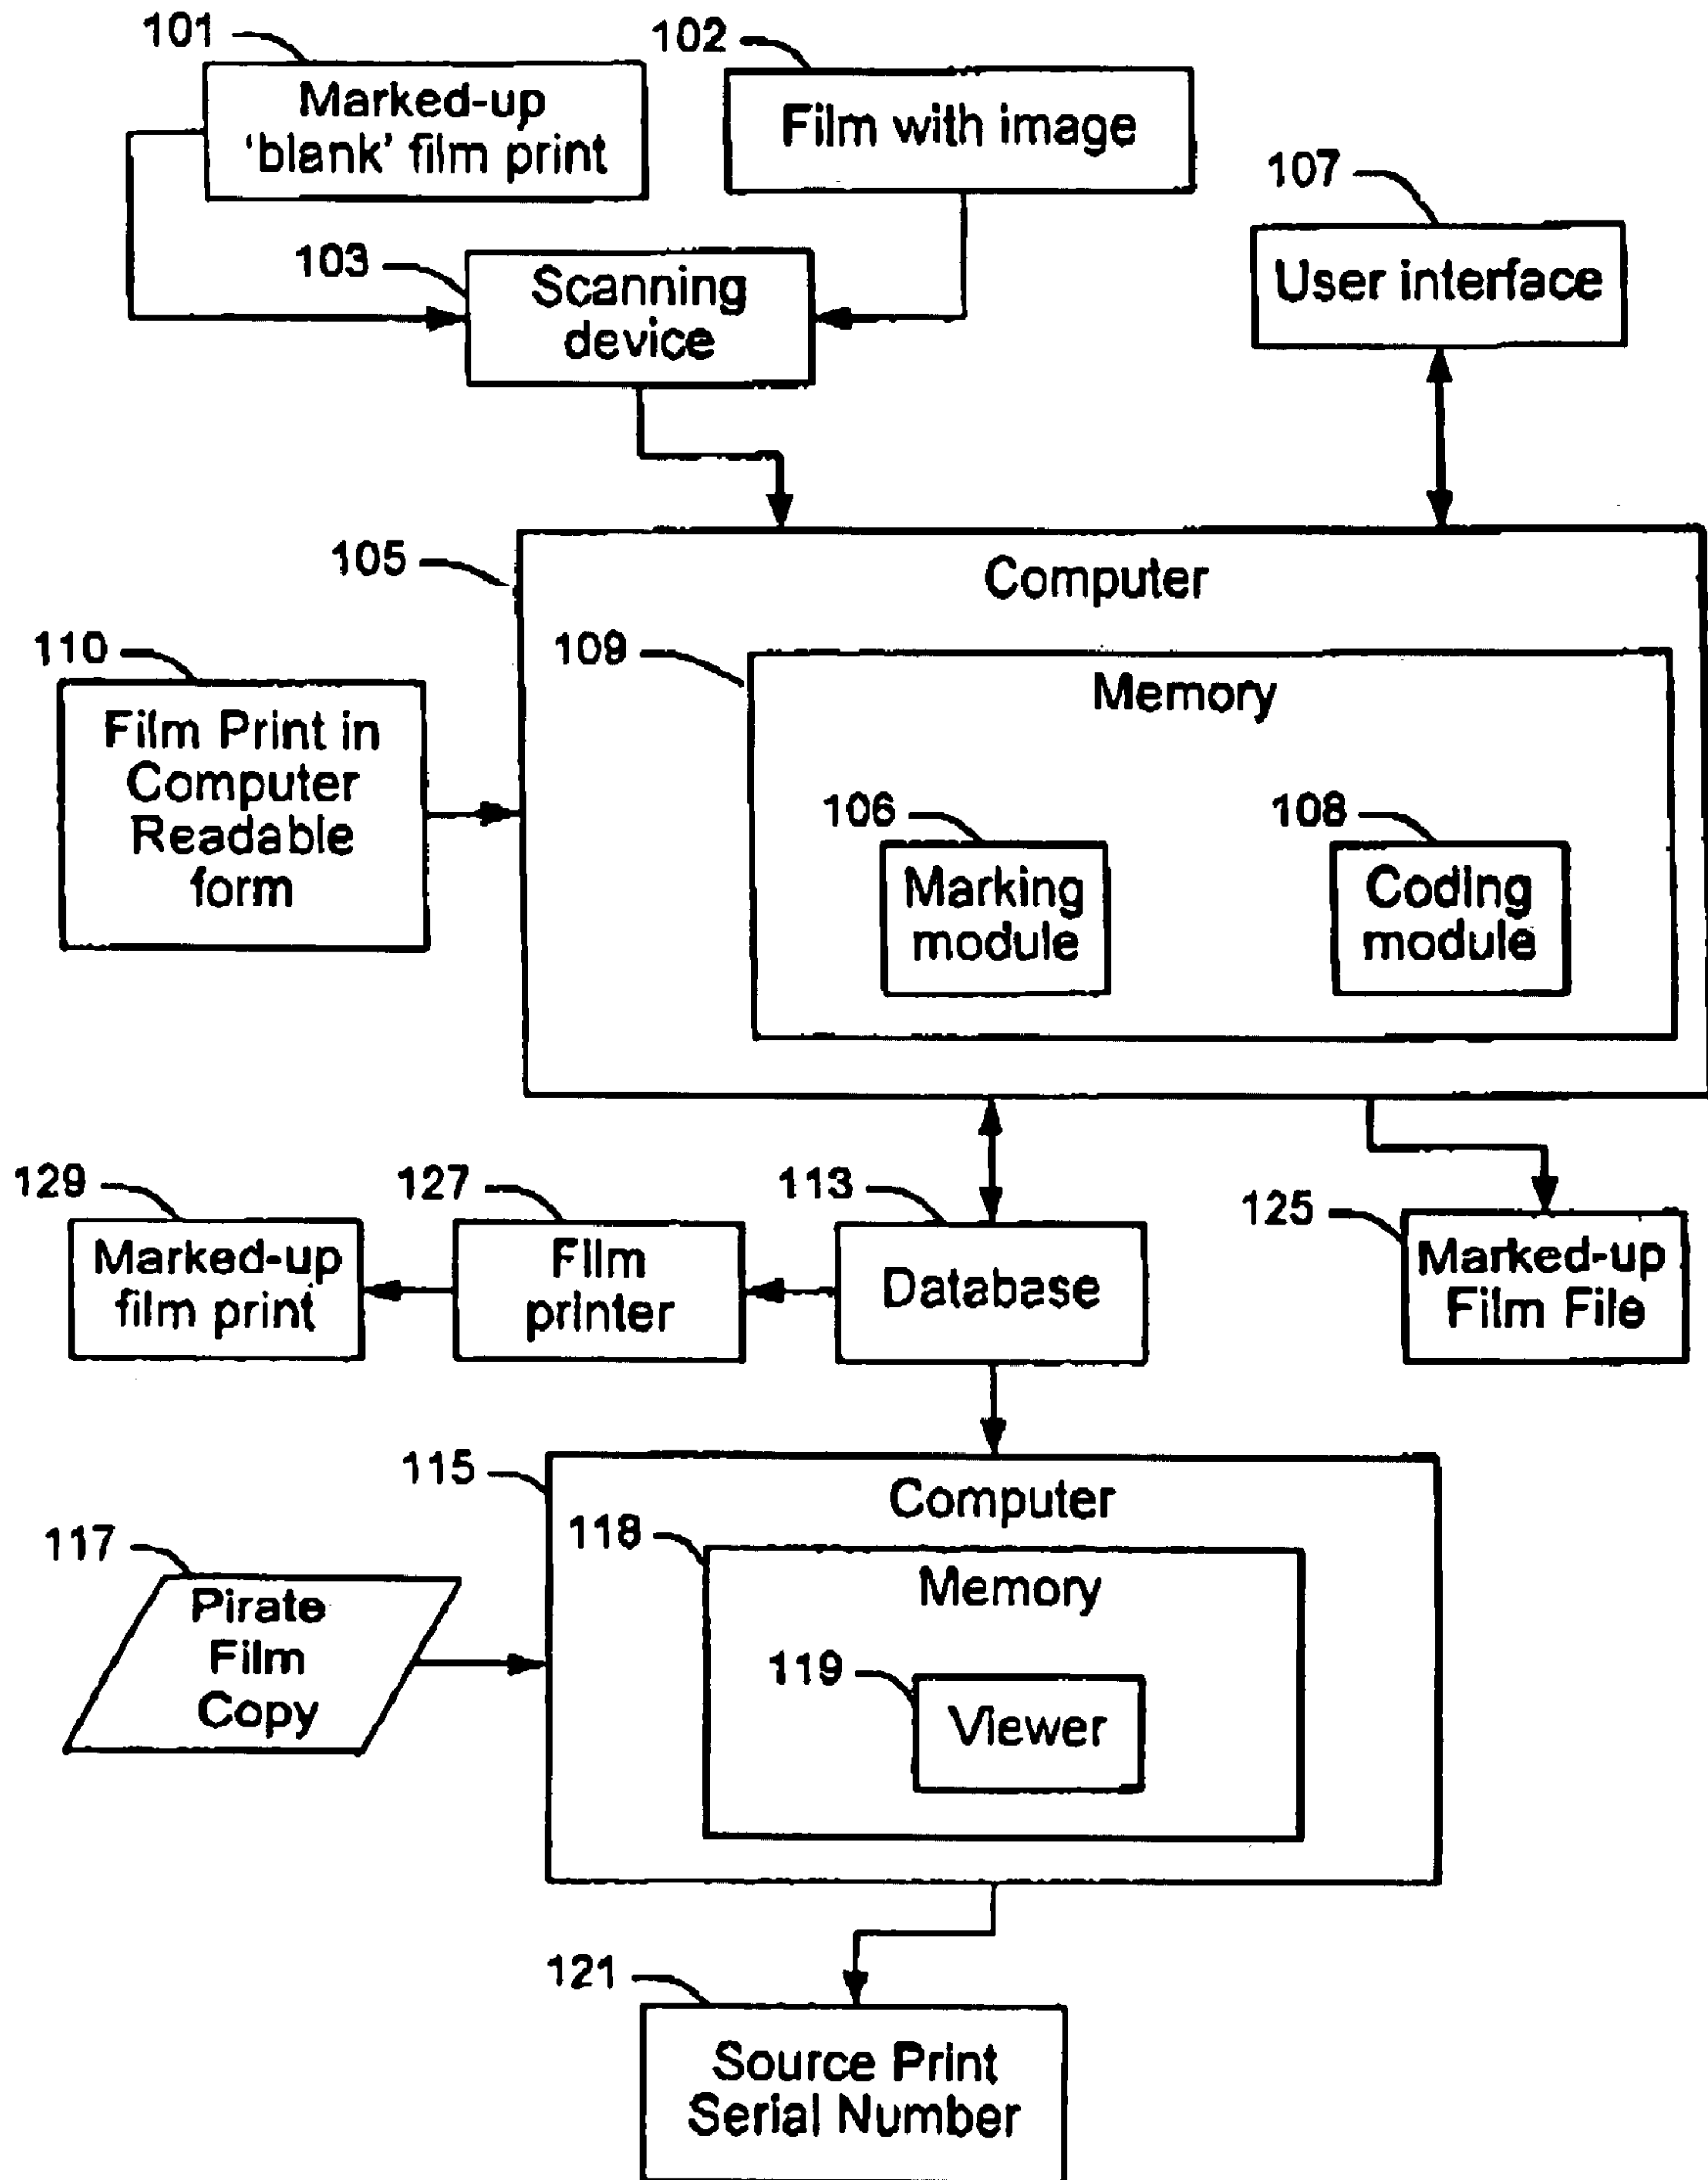 101
Marked-up
‘blank’ film print
102
Film with image
103
Scanning
device
107
User interface
105
Computer
110
Film Print in
Computer
Readable
form
109
Memory
106
Marking
module
108
Coding
module
129
Marked-up
film print
127
Film
printer
113
Database
125
Marked-up
Film File
115
Computer
117
Pirate
Film
Copy
118
Memory
119
Viewer
121
Source Print
Serial Number